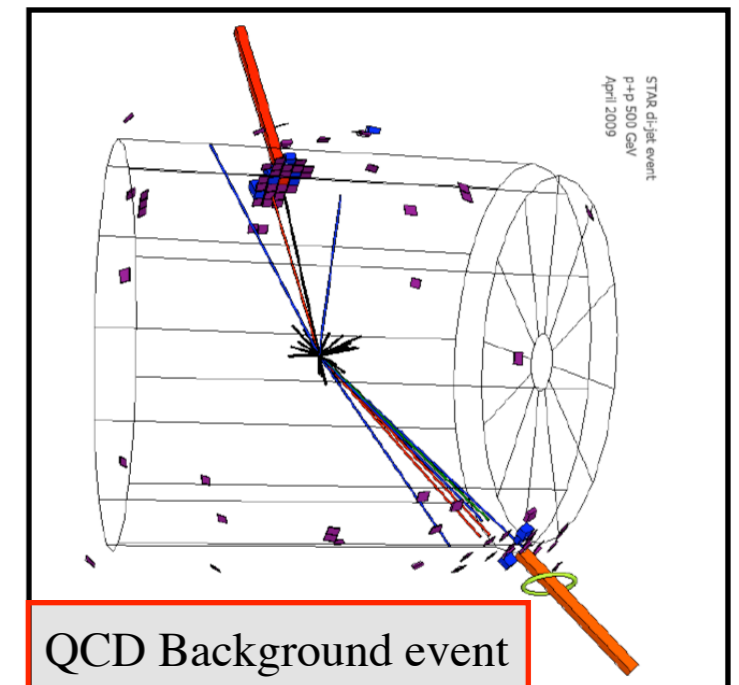 STAR di-jet event
p+p 500 GeV
April 2009
QCD Background event